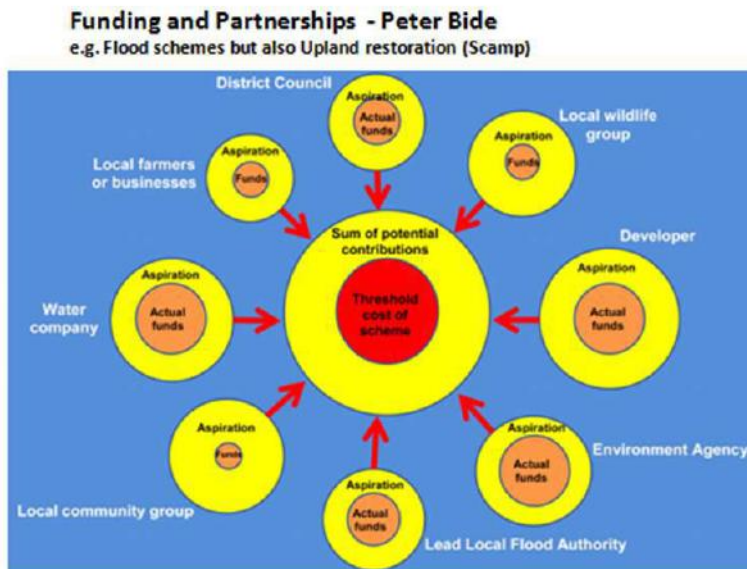 Funding and Partnerships - Peter Bide
e.g. Flood schemes but also Upland restoration (Scamp)
District Council
Aspiration
Actual
funds
Local wildlife
group
Aspiration
Funds
Local farmers
or businesses
Aspiration
Funds
Sum of potential
contributions
Threshold
cost of
scheme
Developer
Aspiration
Actual
funds
Water
company
Aspiration
Actual
funds
Local community group
Aspiration
Funds
Environment Agency
Aspiration
Actual
funds
Lead Local Flood Authority
Aspiration
Actual
funds